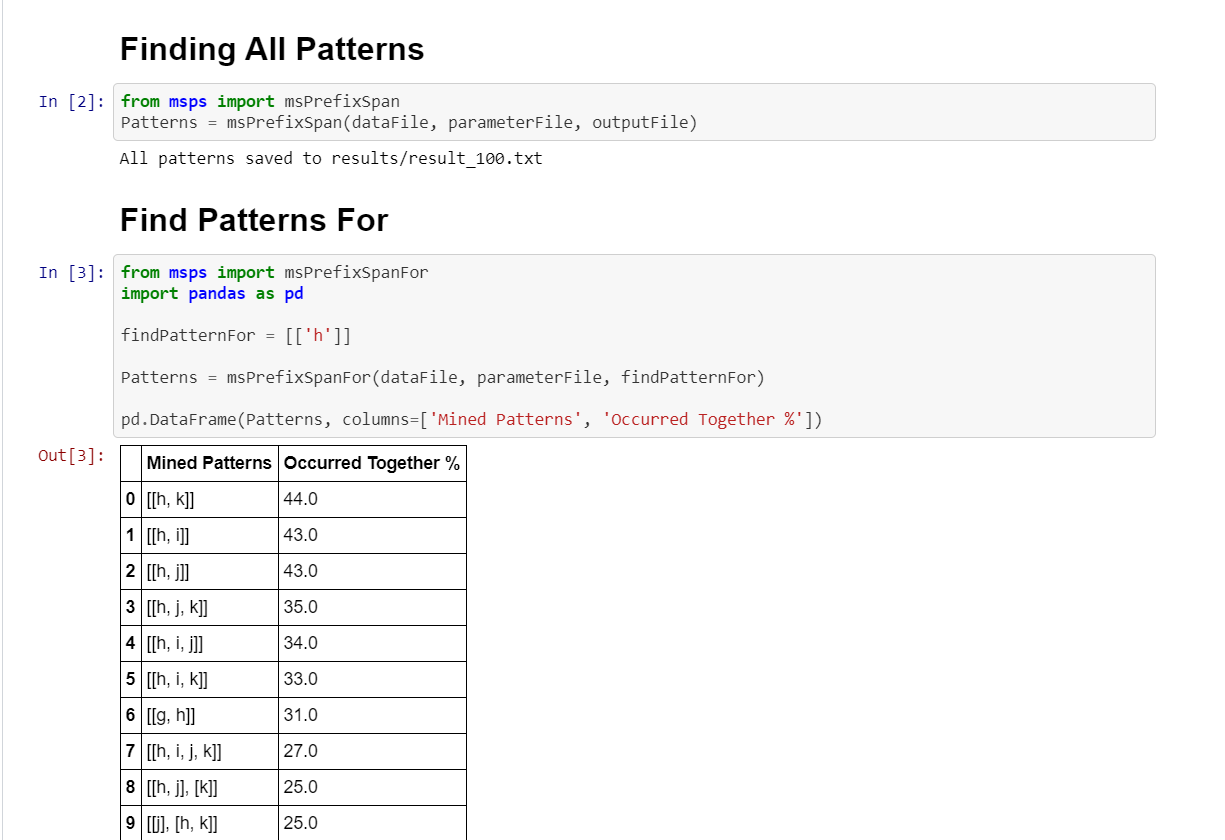 Finding All Patterns
In [2]: from msps import msPrefixSpan
Patterns = msPrefixSpan(dataFile, parameterFile, outputFile)
All patterns saved to results/result_100.txt
Find Patterns For
In [3]: from msps import msPrefixSpanFor
import pandas as pd
findPatternFor = [['h']]
Patterns = msPrefixSpanFor(dataFile, parameterFile, findPatternFor)
pd.DataFrame(Patterns, columns=['Mined Patterns', 'Occurred Together %'])
Out[3]:
Mined Patterns Occurred Together %
0 [[h, k]] 44.0
1 [[h, i]] 43.0
2 [[h, j]] 43.0
3 [[h, j, k]] 35.0
4 [[h, i, j]] 34.0
5 [[h, i, k]] 33.0
6 [[g, h]] 31.0
7 [[h, i, j, k]] 27.0
8 [[h, j], [k]] 25.0
9 [[j], [h, k]] 25.0